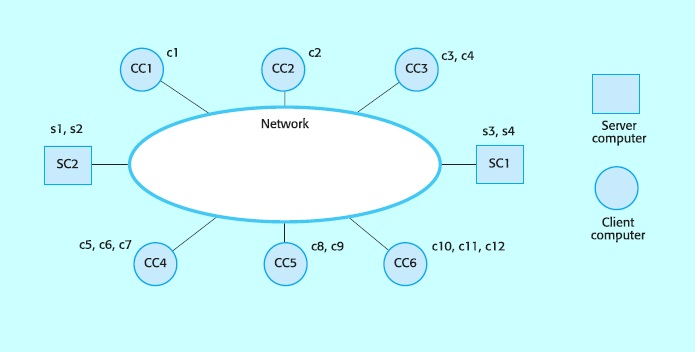 c1
CC1
c2
CC2
c3, c4
CC3
Network
s1, s2
SC2
s3, s4
SC1
c5, c6, c7
CC4
c8, c9
CC5
c10, c11, c12
CC6
Server
computer
Client
computer